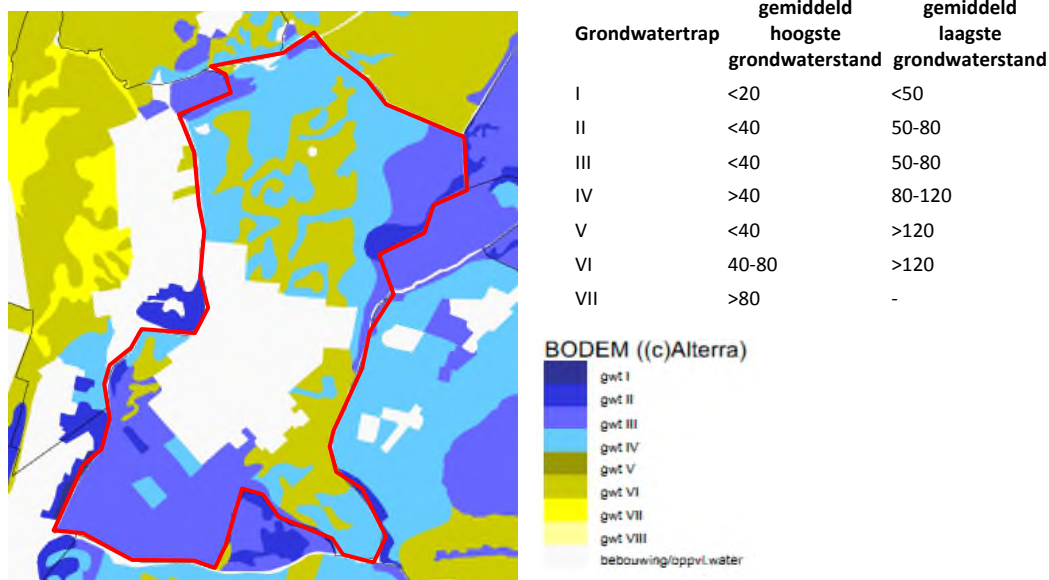 gemiddeld gemiddeld
Grondwatertrap hoogste laagste
grondwaterstand grondwaterstand
I <20 <50
II <40 50-80
III <40 50-80
IV >40 80-120
V <40 >120
VI 40-80 >120
VII >80 -
BODEM ((c)Alterra)
gwt I
gwt II
gwt III
gwt IV
gwt V
gwt VI
gwt VII
gwt VIII
bebouwing/oppvl.water